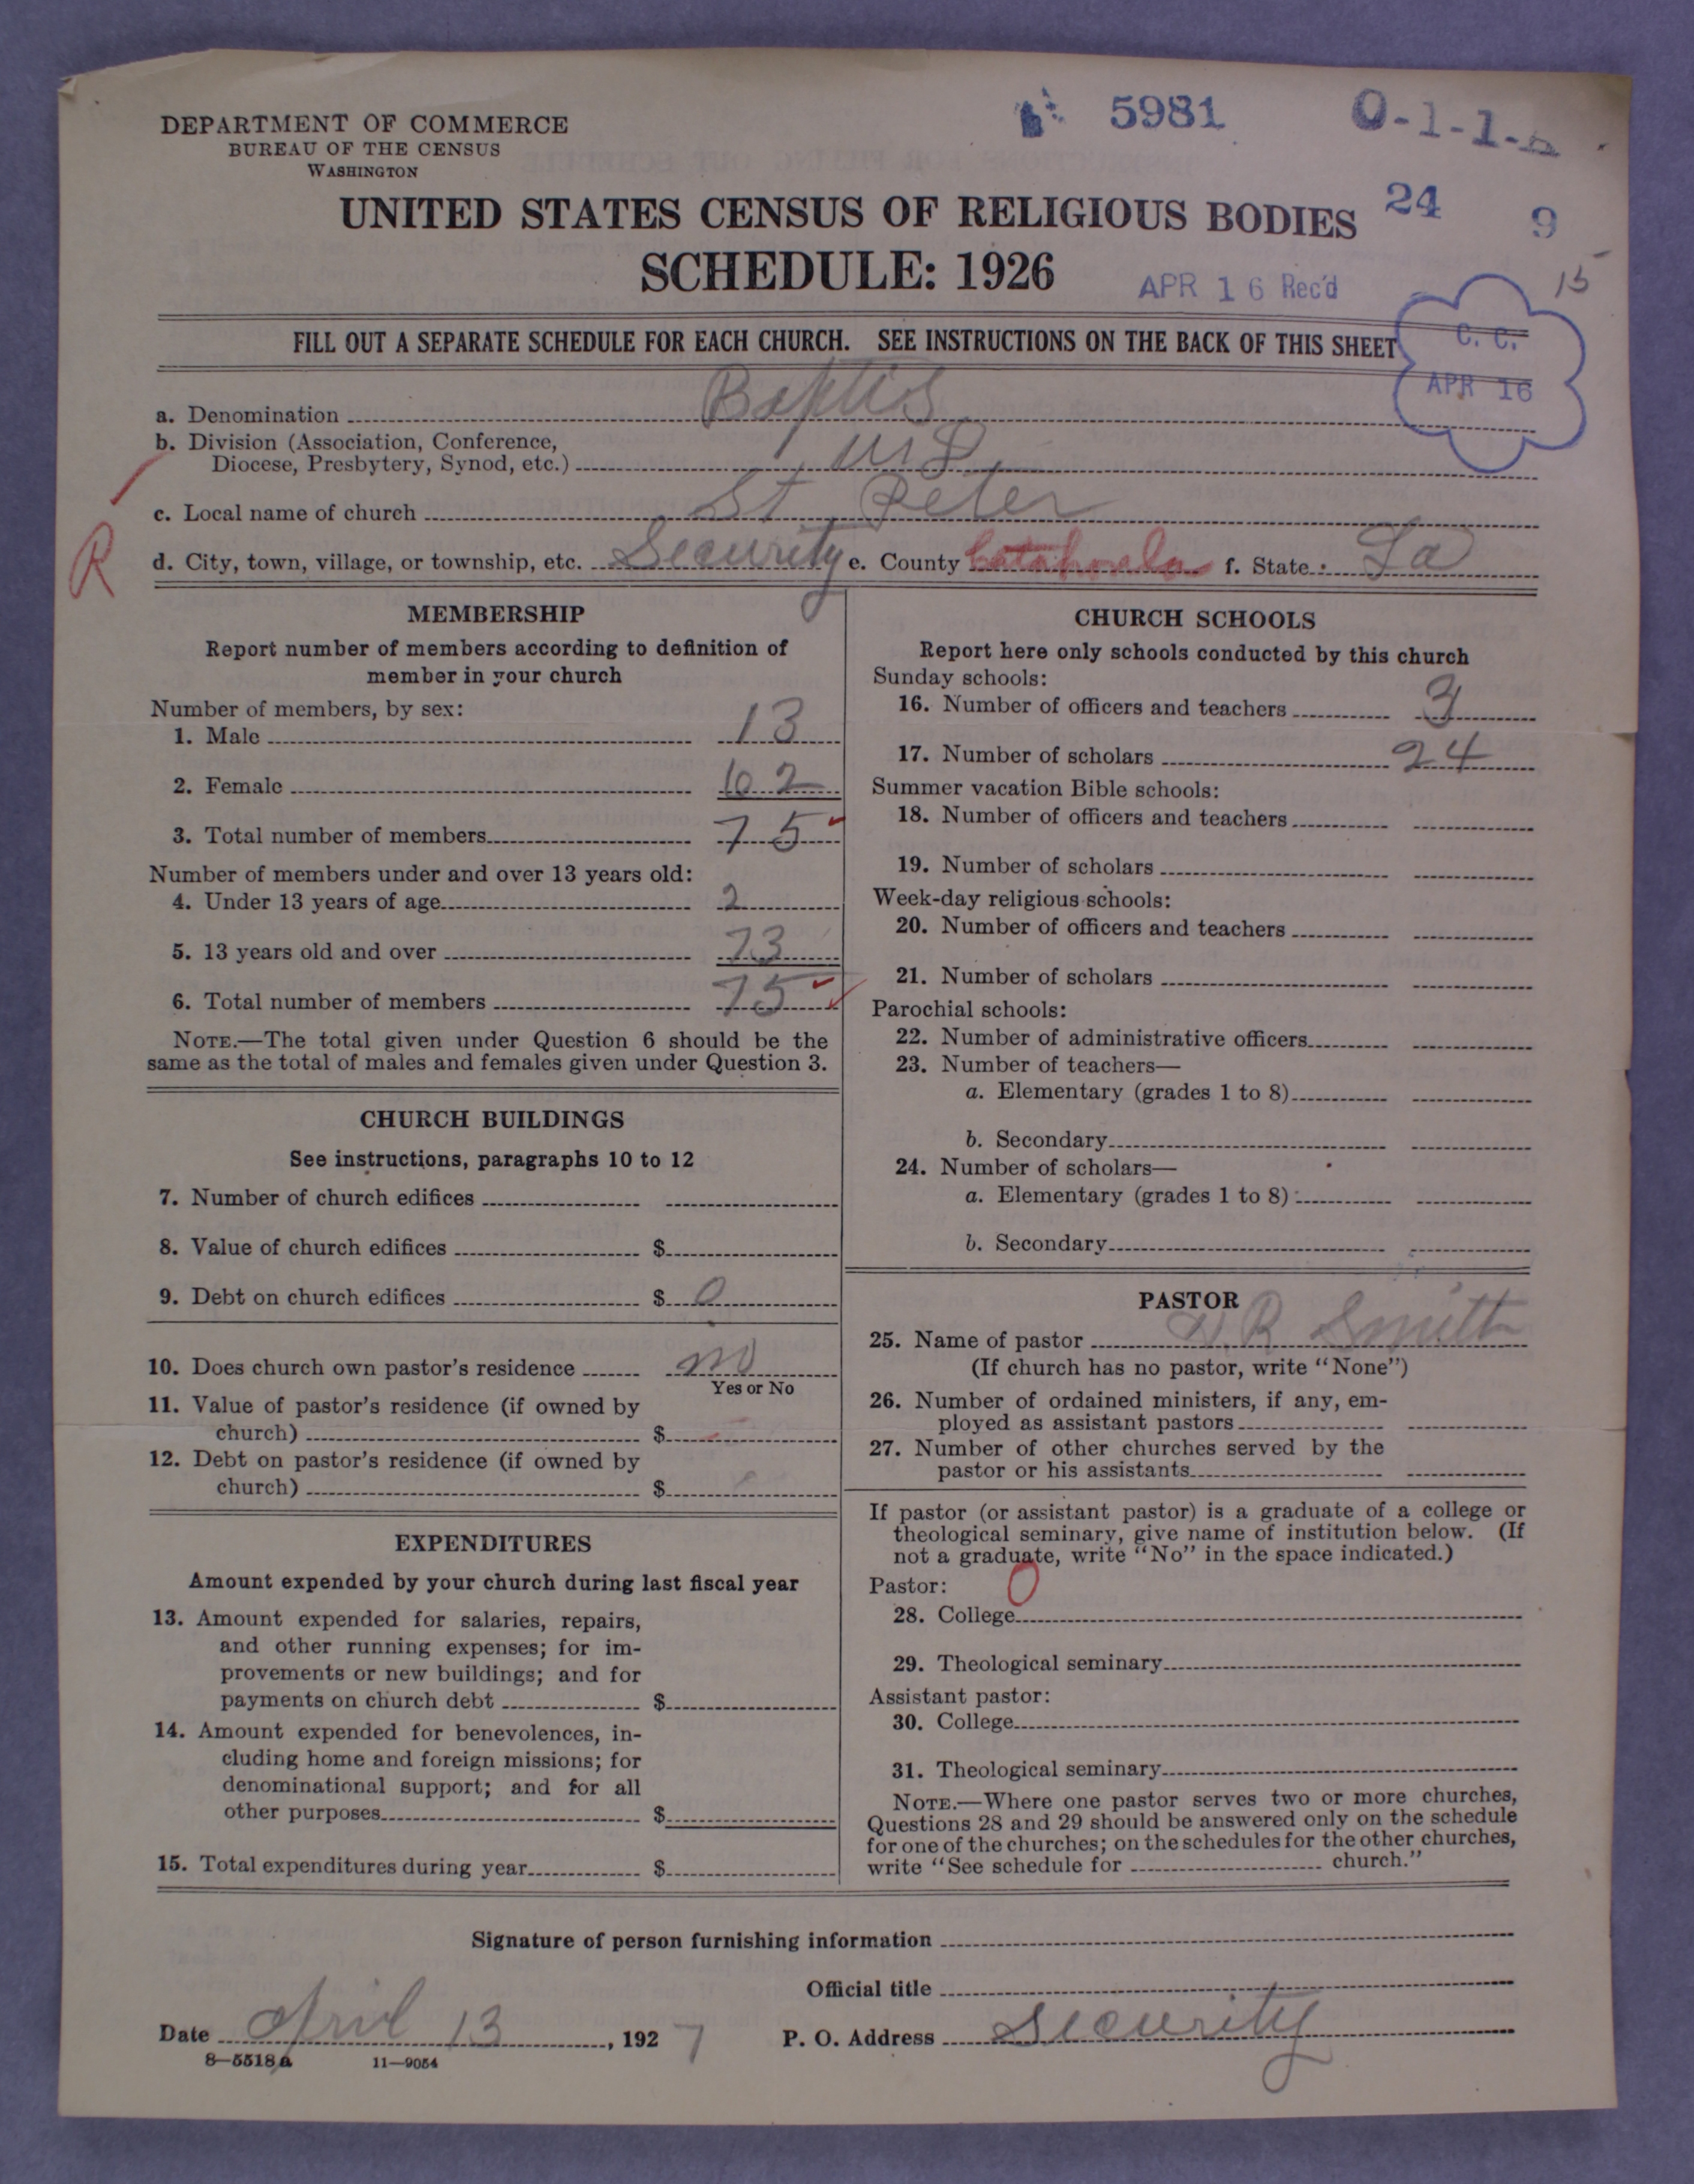 DEPARTMENT OF COMMERCE
BUREAU OF THE CENSUS
WASHINGTON
5981
0-1-1-
UNITED STATES CENSUS OF RELIGIOUS BODIES
24
9
SCHEDULE: 1926
APR 16 Rec'd
15
FILL OUT A SEPARATE SCHEDULE FOR EACH CHURCH. SEE INSTRUCTIONS ON THE BACK OF THIS SHEET
C. C.
APR 16
a. Denomination Baptis
b. Division (Association, Conference,
Diocese, Presbytery, Synod, etc.)
c. Local name of church St Peter
R
d. City, town, village, or township, etc. Security e. County Catahoula f. State La
MEMBERSHIP
Report number of members according to definition of
member in your church
Number of members, by sex:
1. Male 13
2. Female 62
3. Total number of members 75
Number of members under and over 13 years old:
4. Under 13 years of age 2
5. 13 years old and over 73
6. Total number of members 75
NOTE.—The total given under Question 6 should be the
same as the total of males and females given under Question 3.
CHURCH BUILDINGS
See instructions, paragraphs 10 to 12
7. Number of church edifices
8. Value of church edifices $
9. Debt on church edifices $ 0
10. Does church own pastor's residence no
Yes or No
11. Value of pastor's residence (if owned by
church) $
12. Debt on pastor's residence (if owned by
church) $
EXPENDITURES
Amount expended by your church during last fiscal year
13. Amount expended for salaries, repairs,
and other running expenses; for im-
provements or new buildings; and for
payments on church debt $
14. Amount expended for benevolences, in-
cluding home and foreign missions; for
denominational support; and for all
other purposes $
15. Total expenditures during year $
CHURCH SCHOOLS
Report here only schools conducted by this church
Sunday schools:
16. Number of officers and teachers 3
17. Number of scholars 24
Summer vacation Bible schools:
18. Number of officers and teachers
19. Number of scholars
Week-day religious schools:
20. Number of officers and teachers
21. Number of scholars
Parochial schools:
22. Number of administrative officers
23. Number of teachers—
a. Elementary (grades 1 to 8)
b. Secondary
24. Number of scholars—
a. Elementary (grades 1 to 8)
b. Secondary
PASTOR
25. Name of pastor R Smith
(If church has no pastor, write "None")
26. Number of ordained ministers, if any, em-
ployed as assistant pastors
27. Number of other churches served by the
pastor or his assistants
If pastor (or assistant pastor) is a graduate of a college or
theological seminary, give name of institution below. (If
not a graduate, write "No" in the space indicated.)
Pastor: 0
28. College
29. Theological seminary
Assistant pastor:
30. College
31. Theological seminary
NOTE.—Where one pastor serves two or more churches,
Questions 28 and 29 should be answered only on the schedule
for one of the churches; on the schedules for the other churches,
write "See schedule for church."
Signature of person furnishing information
Official title
Date April 13, 1927 P. O. Address Security
8—5518a 11—9054